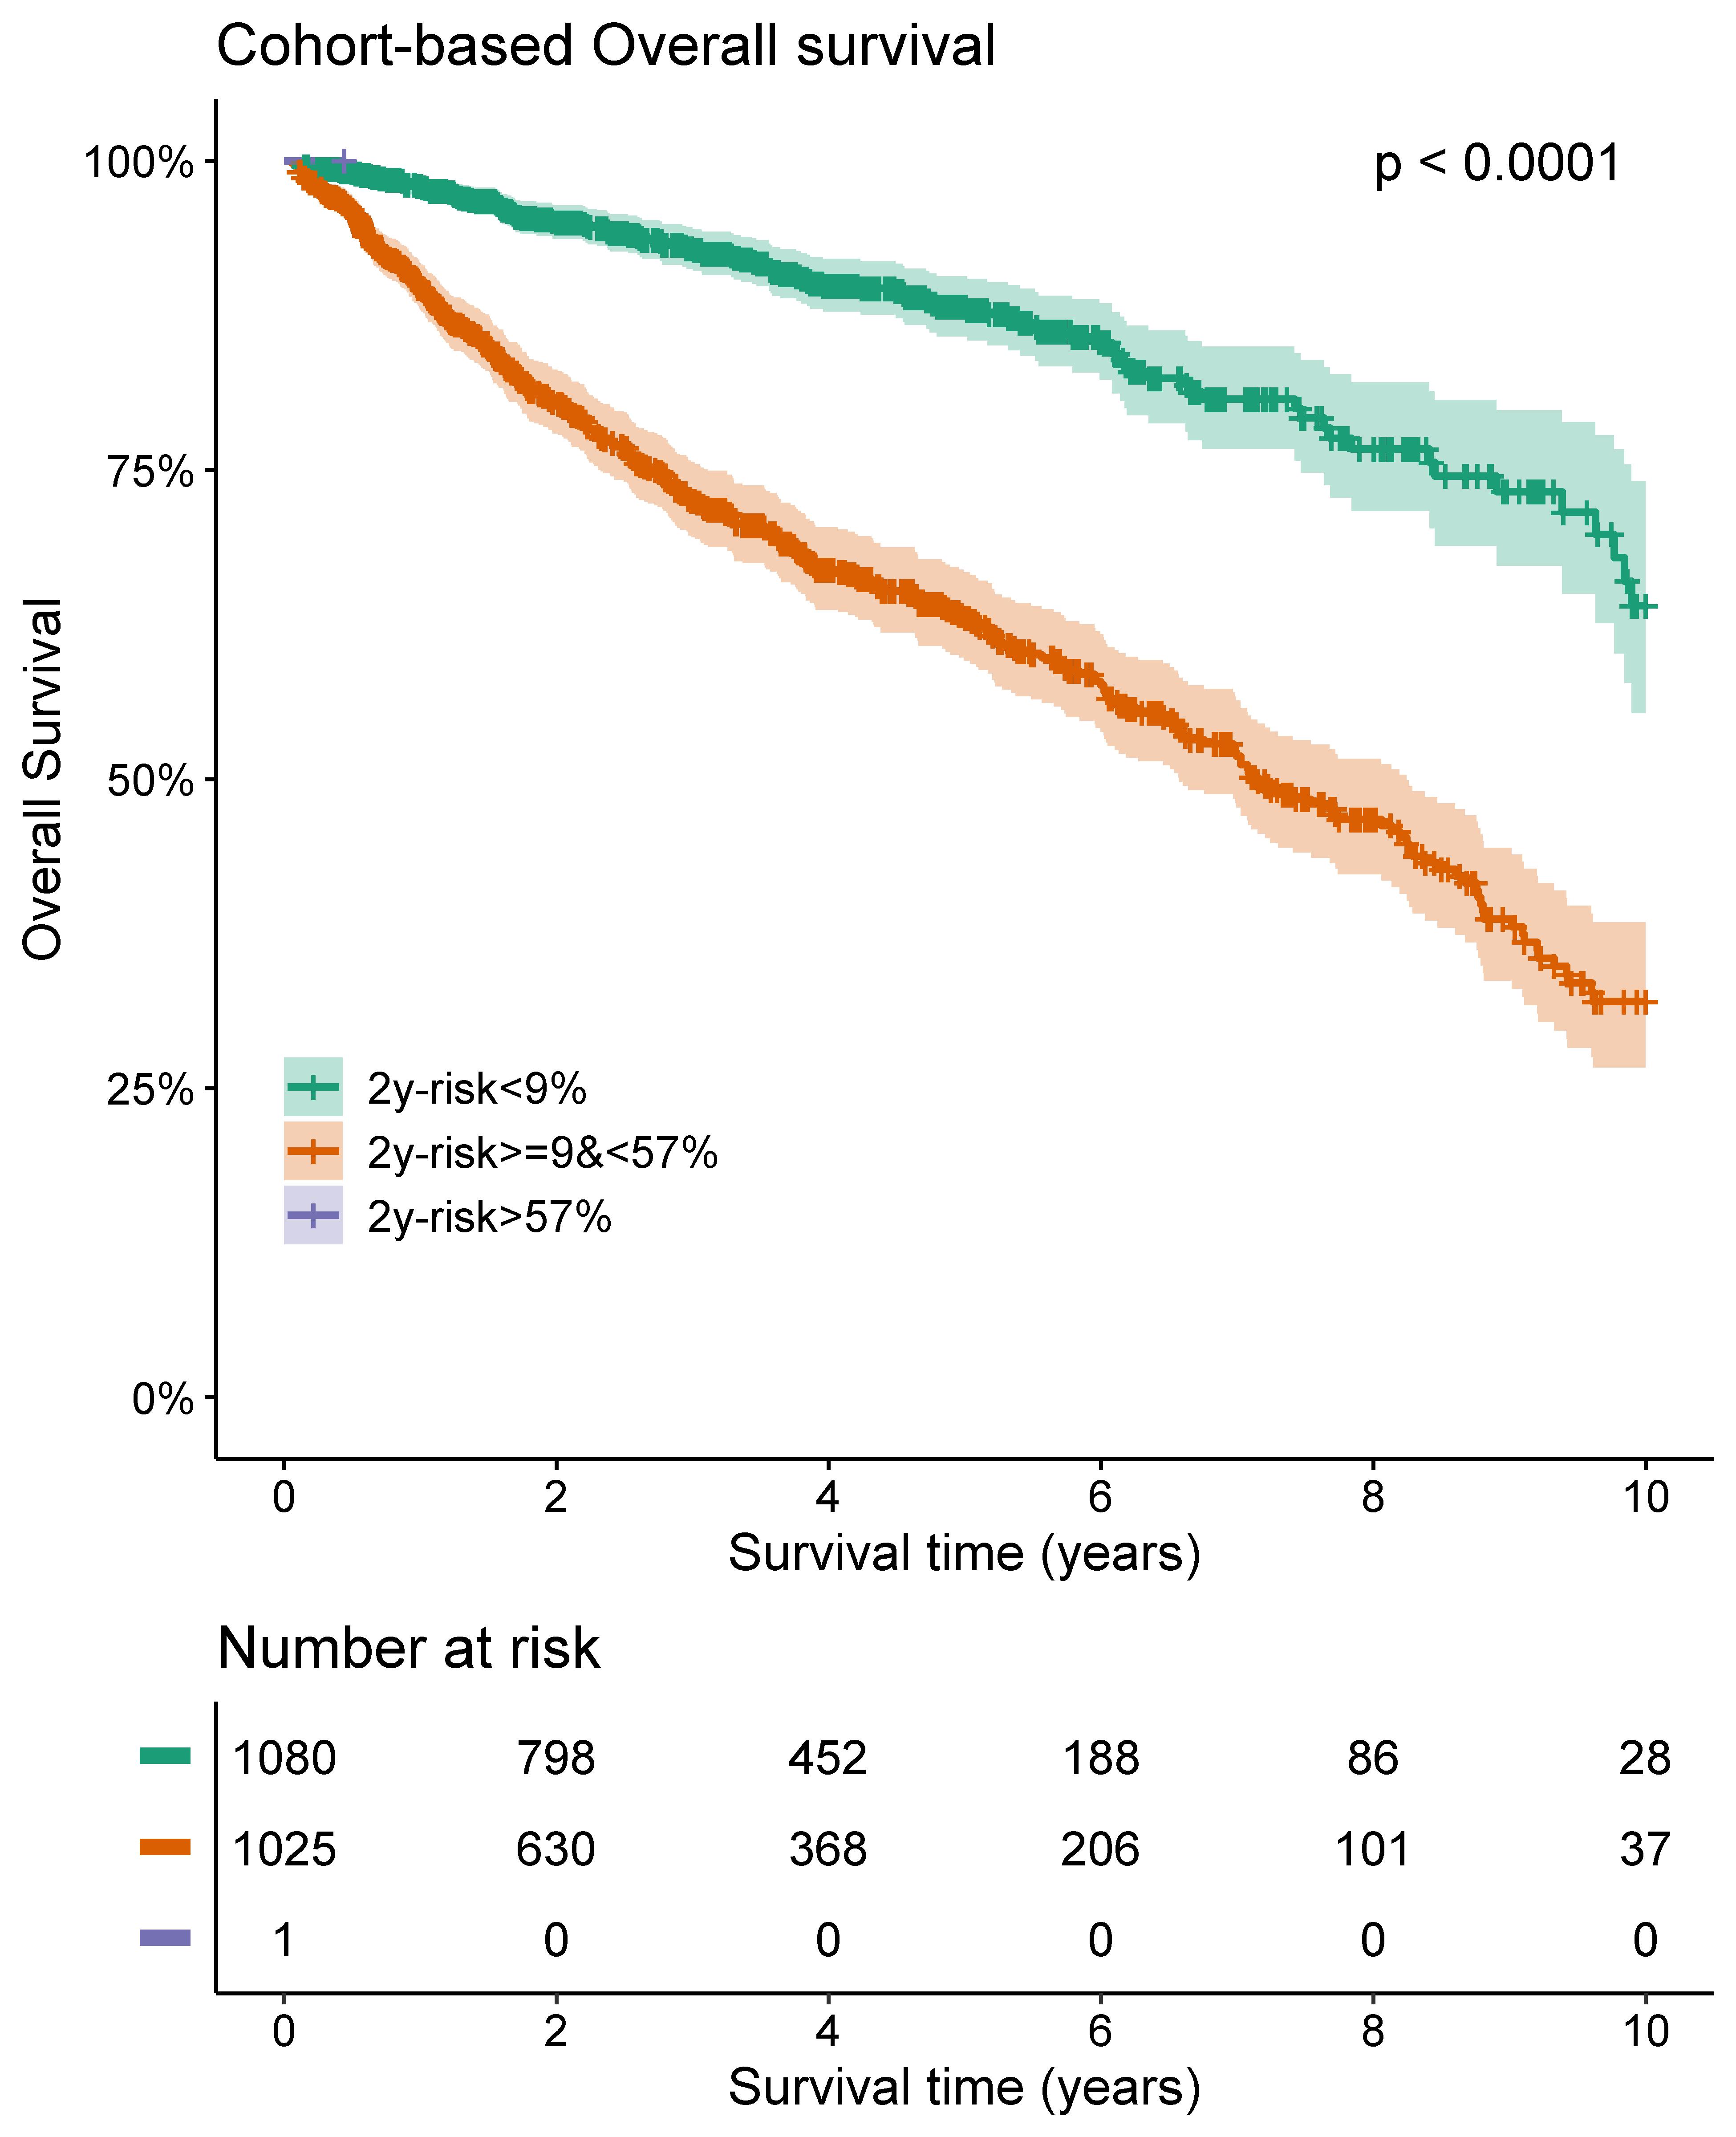 Cohort-based Overall survival
p < 0.0001
100%
75%
50%
25%
0%
Overall Survival
2y-risk<9%
2y-risk>=9&<57%
2y-risk>57%
0 2 4 6 8 10
Survival time (years)
Number at risk
1080 798 452 188 86 28
1025 630 368 206 101 37
1 0 0 0 0 0
0 2 4 6 8 10
Survival time (years)